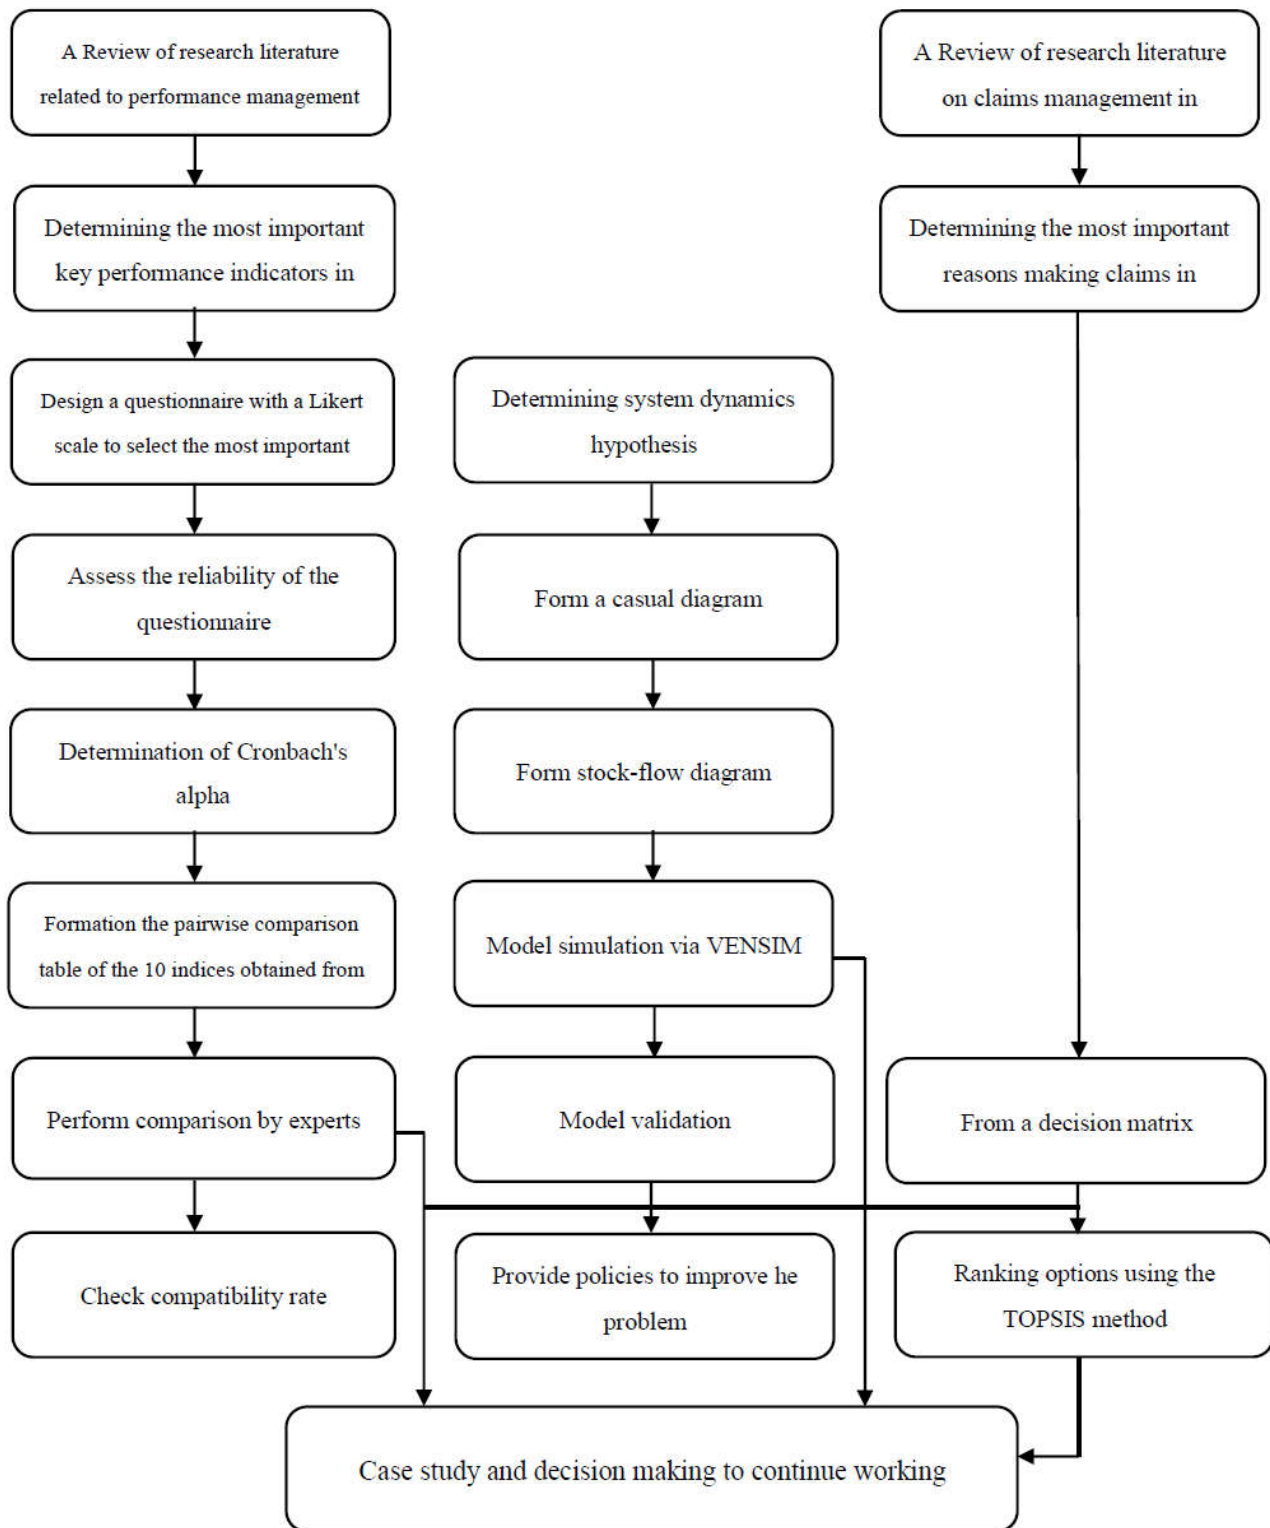 A Review of research literature
related to performance management
Determining the most important
key performance indicators in
Design a questionnaire with a Likert
scale to select the most important
Assess the reliability of the
questionnaire
Determination of Cronbach's
alpha
Formation the pairwise comparison
table of the 10 indices obtained from
Perform comparison by experts
Check compatibility rate
Determining system dynamics
hypothesis
Form a casual diagram
Form stock-flow diagram
Model simulation via VENSIM
Model validation
Provide policies to improve he
problem
A Review of research literature
on claims management in
Determining the most important
reasons making claims in
From a decision matrix
Ranking options using the
TOPSIS method
Case study and decision making to continue working